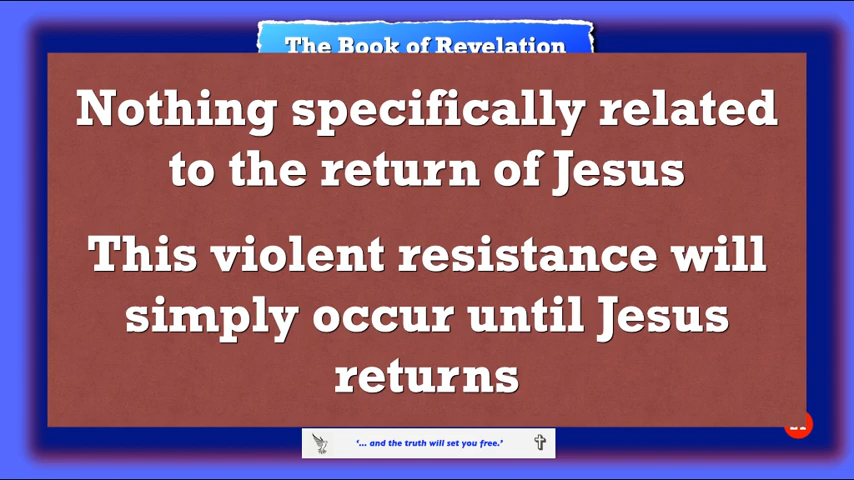 The Book of Revelation
Nothing specifically related
to the return of Jesus
This violent resistance will
simply occur until Jesus
returns
‘... and the truth will set you free.’